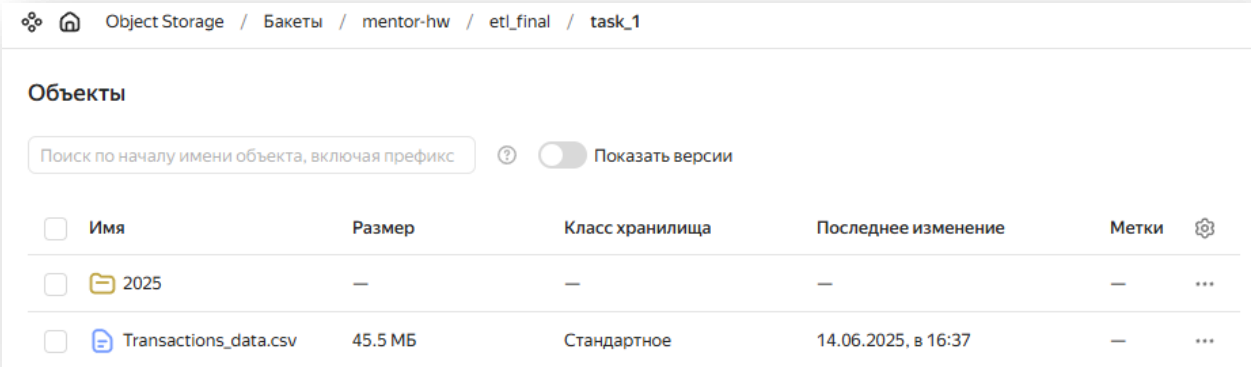 Object Storage / Бакеты / mentor-hw / etl_final / task_1
Объекты
Поиск по началу имени объекта, включая префикс ? Показать версии
Имя Размер Класс хранилища Последнее изменение Метки
2025 — — — — ...
Transactions_data.csv 45.5 МБ Стандартное 14.06.2025, в 16:37 — ...